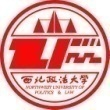 西北政法大学
NORTHWEST UNIVERSITY OF
POLITICS & LAW